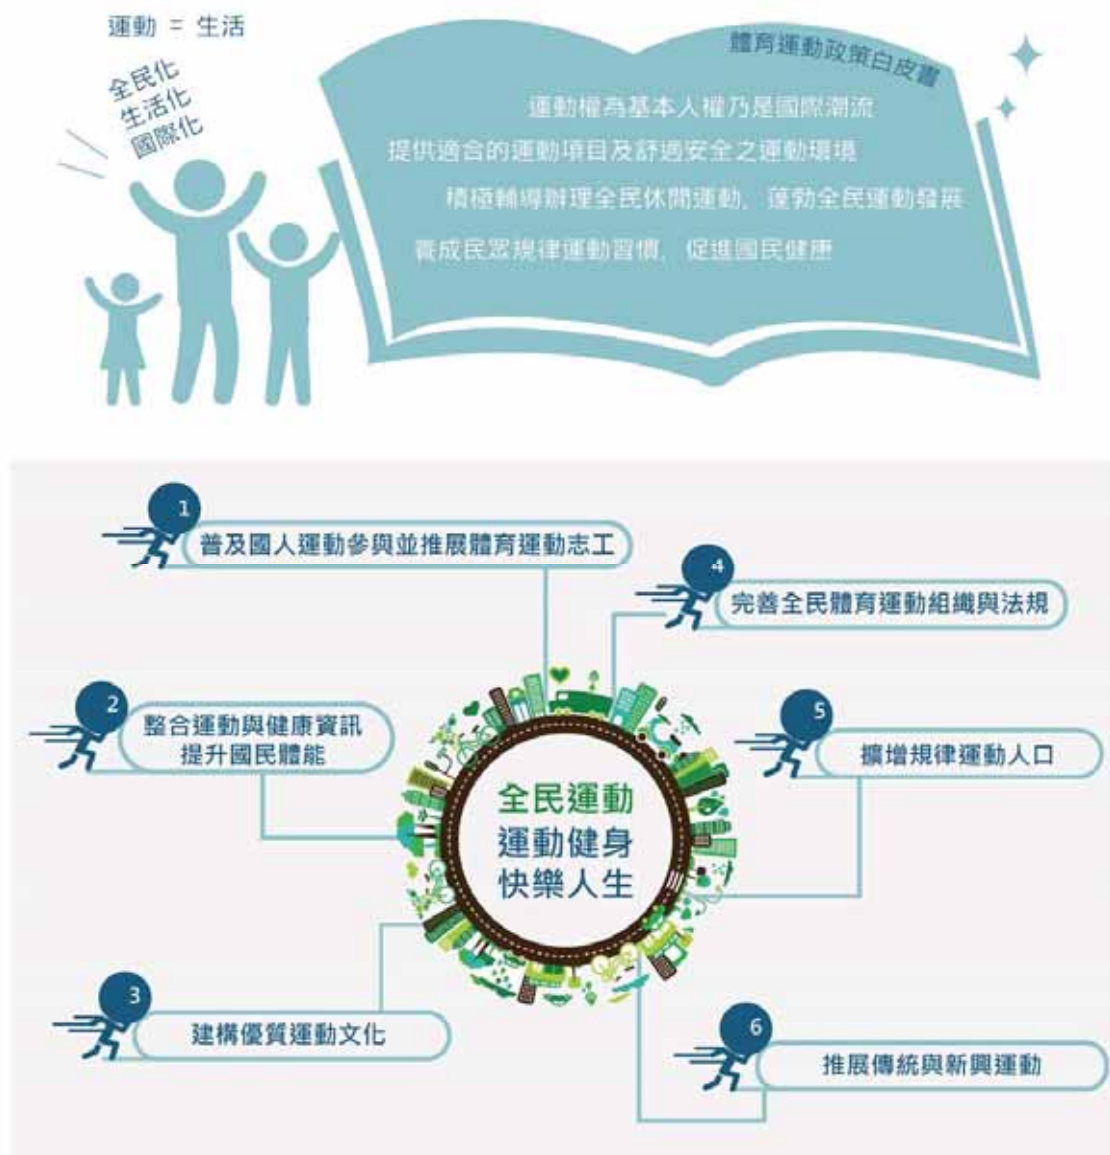 運動 = 生活
全民化
生活化
國際化
體育運動政策白皮書
運動權為基本人權乃是國際潮流
提供適合的運動項目及舒適安全之運動環境
積極輔導辦理全民休閒運動, 蓬勃全民運動發展
養成民眾規律運動習慣, 促進國民健康
1
普及國人運動參與並推展體育運動志工
4
完善全民體育運動組織與法規
2
整合運動與健康資訊
提升國民體能
5
擴增規律運動人口
全民運動
運動健身
快樂人生
3
建構優質運動文化
6
推展傳統與新興運動